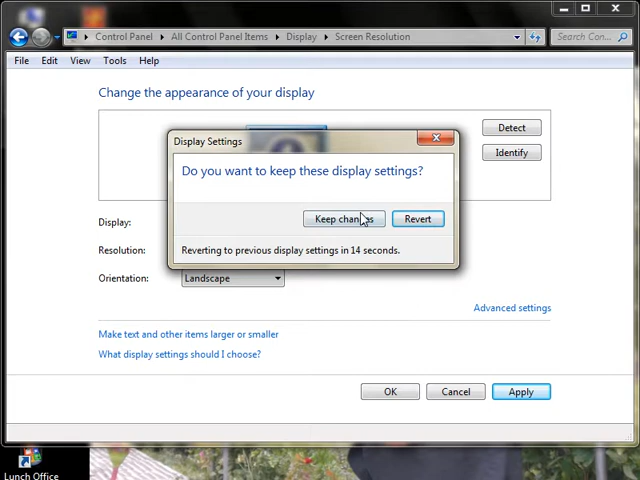 Control Panel All Control Panel Items Display Screen Resolution Search Con...
File Edit View Tools Help
Change the appearance of your display
Detect
Display Settings
Identify
Do you want to keep these display settings?
Display:
Keep changes Revert
Resolution:
Reverting to previous display settings in 14 seconds.
Orientation: Landscape
Advanced settings
Make text and other items larger or smaller
What display settings should I choose?
OK Cancel Apply
Lunch Office